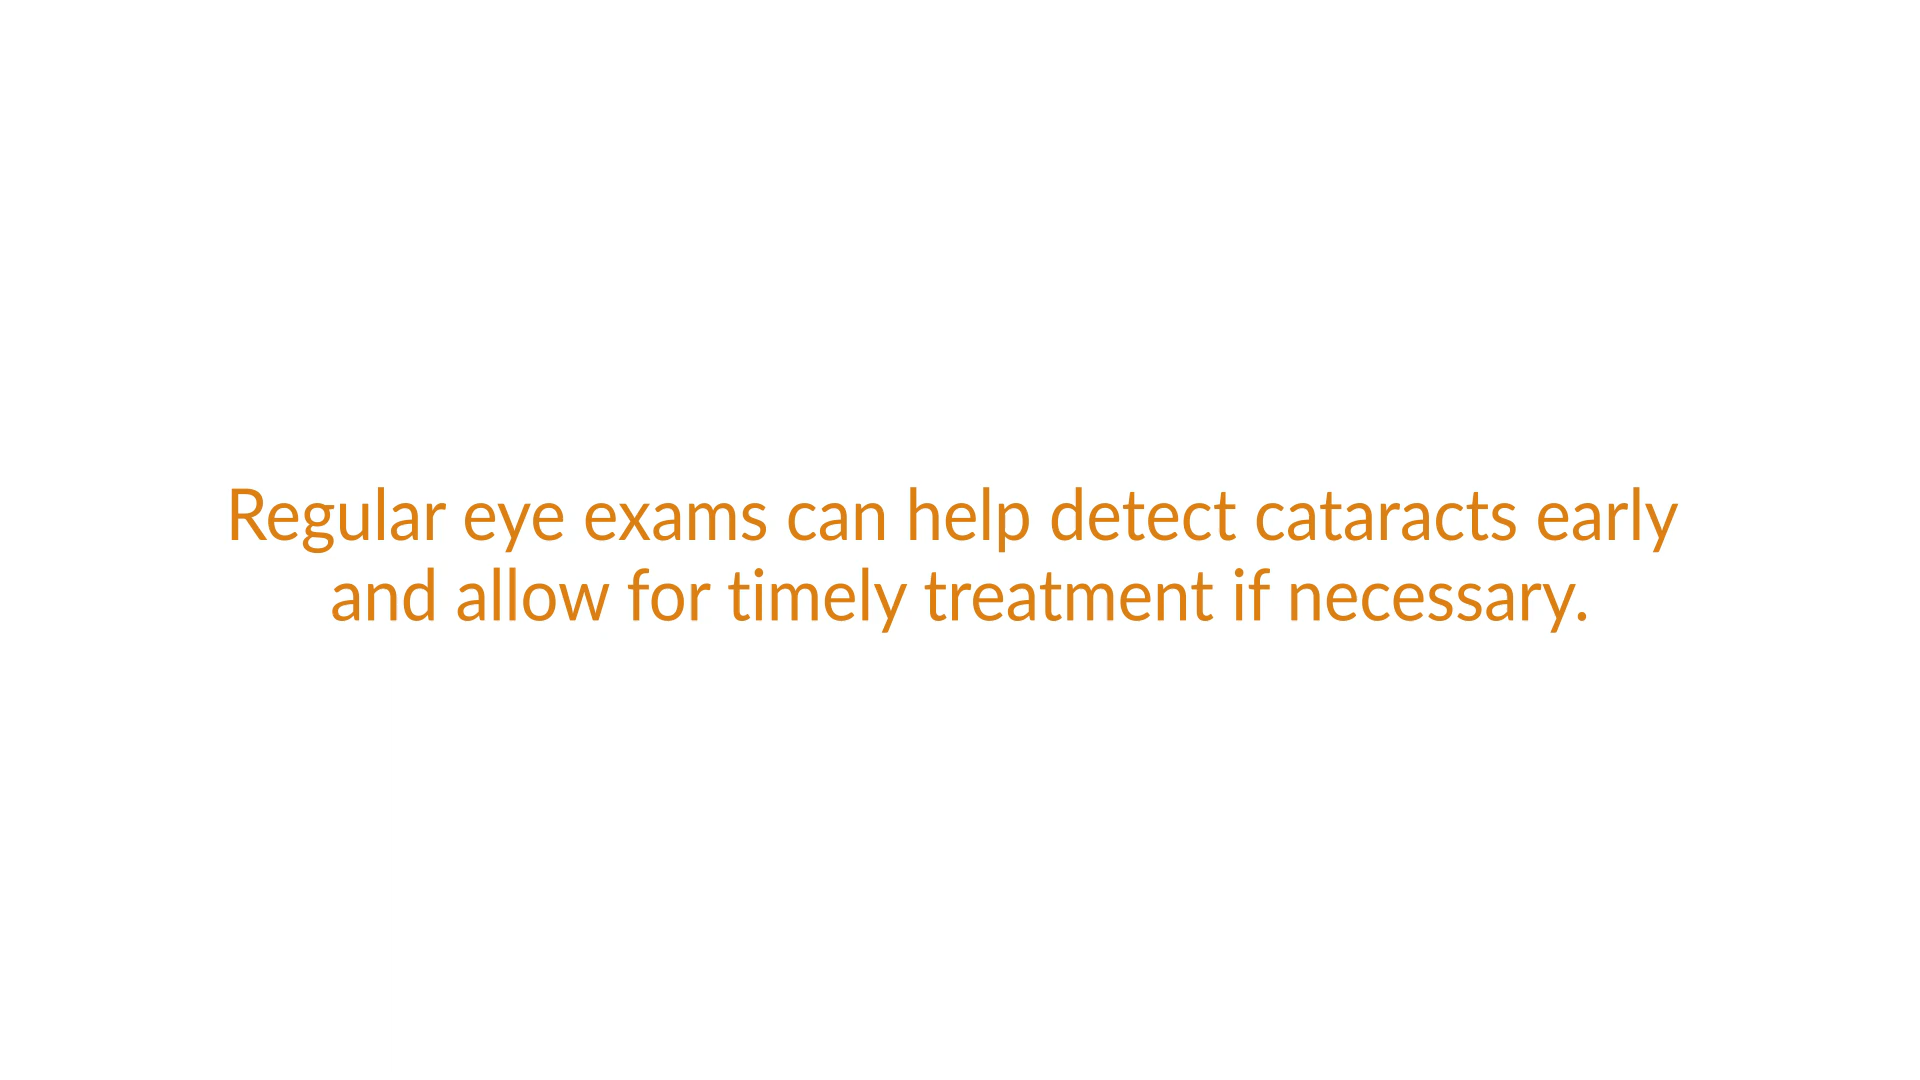 Regular eye exams can help detect cataracts early
and allow for timely treatment if necessary.